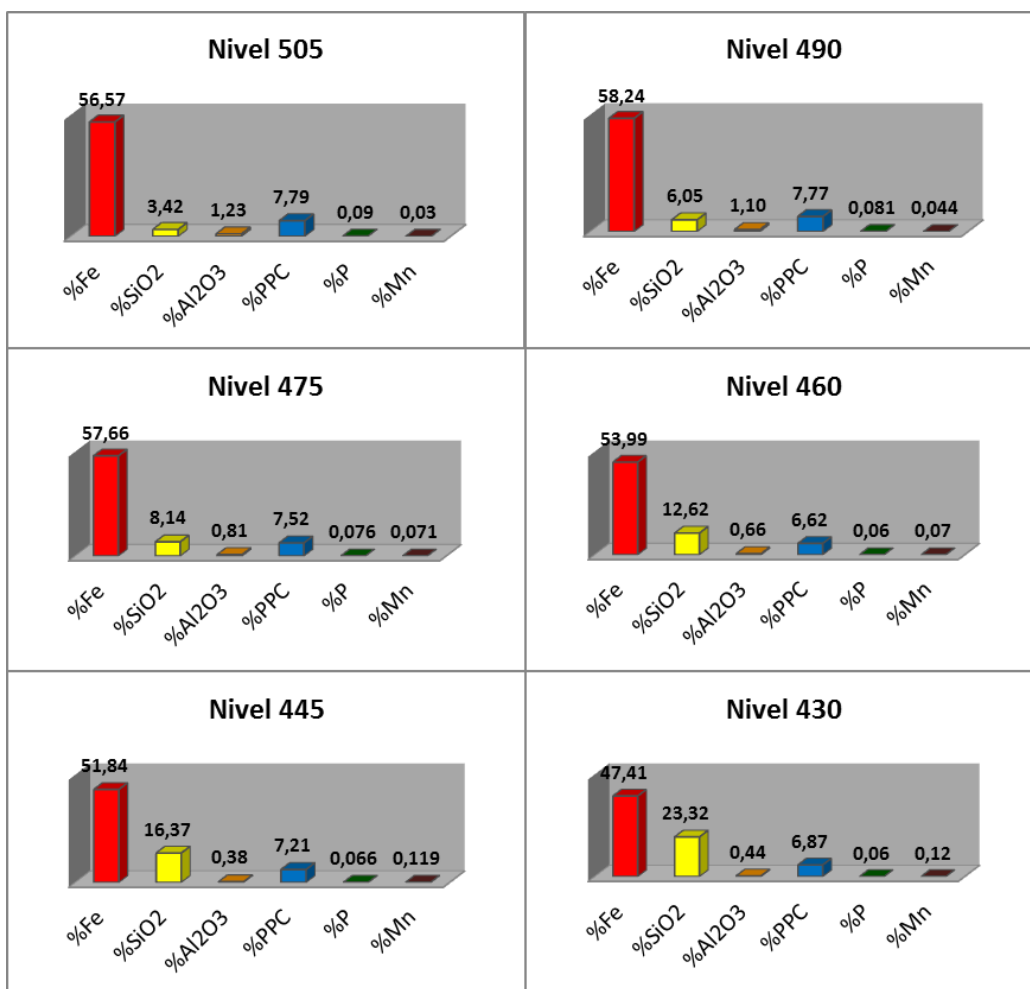 Nivel 505
56,57
3,42
1,23
7,79
0,09
0,03
%Fe
%SiO2
%Al2O3
%PPC
%P
%Mn
Nivel 490
58,24
6,05
1,10
7,77
0,081
0,044
%Fe
%SiO2
%Al2O3
%PPC
%P
%Mn
Nivel 475
57,66
8,14
0,81
7,52
0,076
0,071
%Fe
%SiO2
%Al2O3
%PPC
%P
%Mn
Nivel 460
53,99
12,62
0,66
6,62
0,06
0,07
%Fe
%SiO2
%Al2O3
%PPC
%P
%Mn
Nivel 445
51,84
16,37
0,38
7,21
0,066
0,119
%Fe
%SiO2
%Al2O3
%PPC
%P
%Mn
Nivel 430
47,41
23,32
0,44
6,87
0,06
0,12
%Fe
%SiO2
%Al2O3
%PPC
%P
%Mn